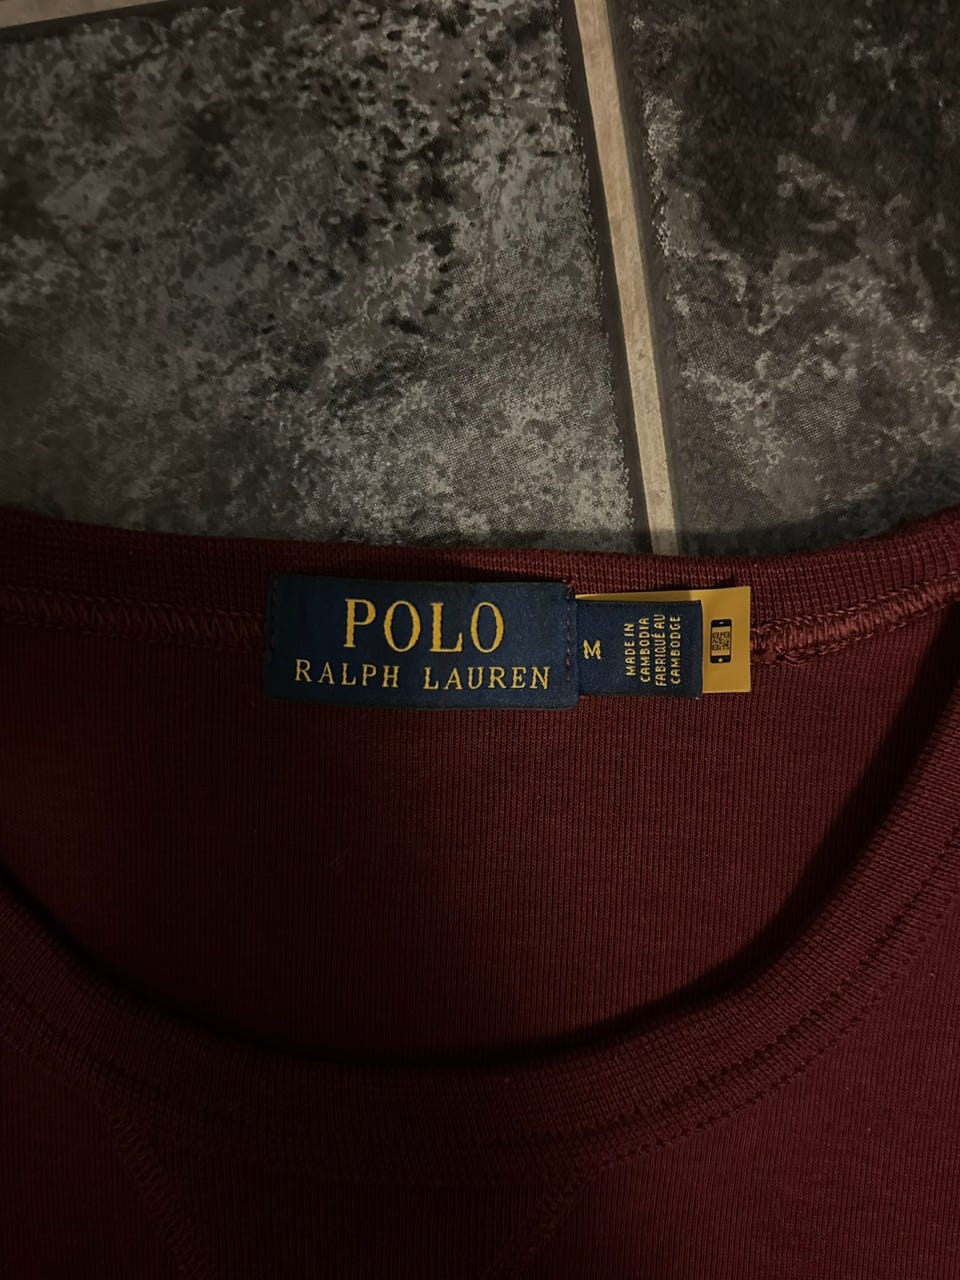 POLO
RALPH LAUREN
M
MADE IN
CAMBODIA
FABRIQUÉ AU
CAMBODGE